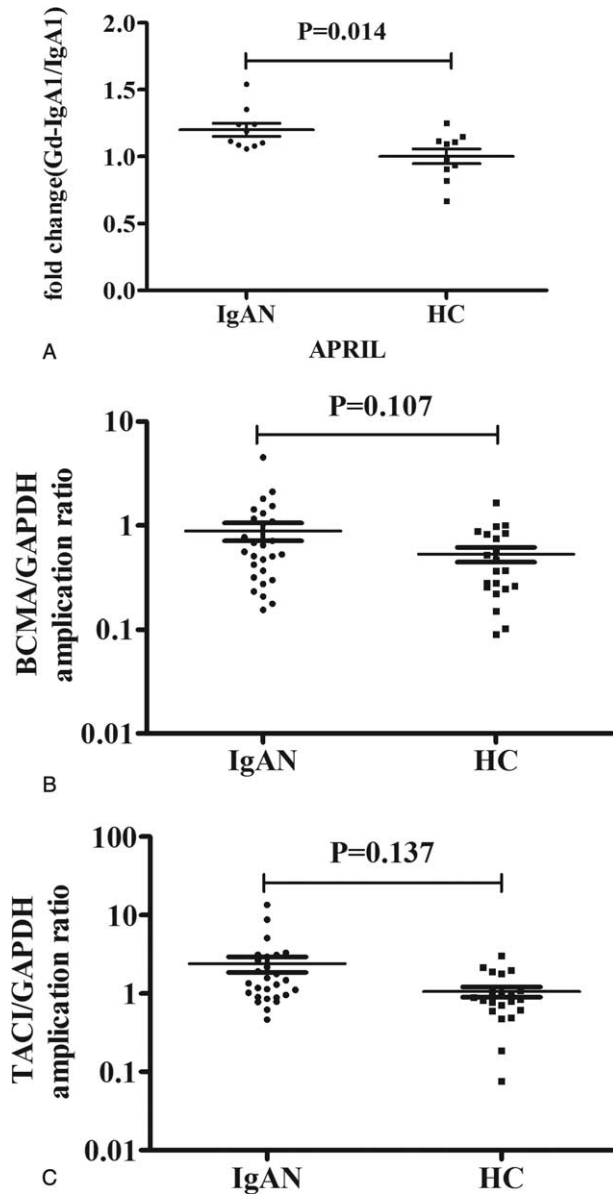 P=0.014
fold change(Gd-IgA1/IgA1)
2.0
1.5
1.0
0.5
0.0
IgAN
HC
A
APRIL
P=0.107
BCMA/GAPDH
amplication ratio
10
1
0.1
0.01
IgAN
HC
B
P=0.137
TACI/GAPDH
amplication ratio
100
10
1
0.1
0.01
IgAN
HC
C